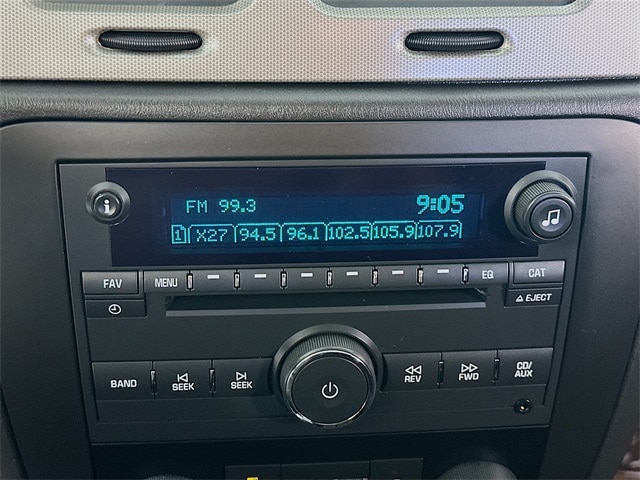 FM 99.3 9:05
1 X27 94.5 96.1 102.5 105.9 107.9
FAV MENU EQ CAT
EJECT
BAND SEEK SEEK REV FWD CD/AUX